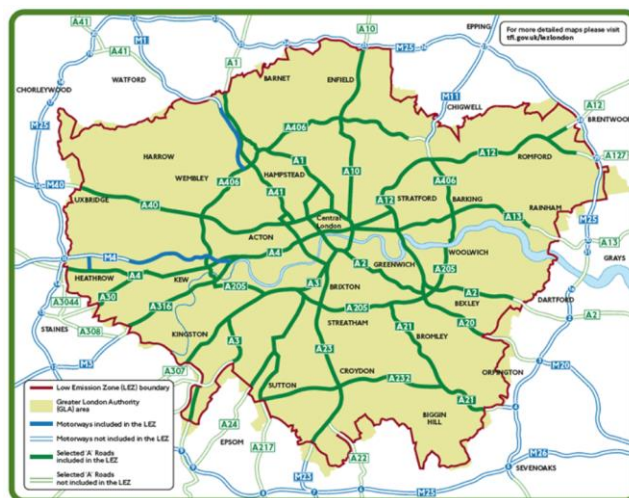 A41
M1
A41
A1
A10
M25
EPPING
For more detailed maps please visit
tfl.gov.uk/lezlondon
WATFORD
BARNET
ENFIELD
M11
CHIGWELL
CHORLEYWOOD
A12
BRENTWOOD
M25
A406
A127
HARROW
WEMBLEY
A406
HAMPSTEAD
A1
A41
A10
A12
A406
ROMFORD
M40
UXBRIDGE
A40
ACTON
Central
London
A12
STRATFORD
BARKING
A13
RAINHAM
M25
A13
GRAYS
M4
A4
A2
GREENWICH
WOOLWICH
HEATHROW
A4
KEW
A205
A3
BRIXTON
A205
A30
A316
A205
STREATHAM
A2
BEXLEY
DARTFORD
A2
A3044
STAINES
A308
KINGSTON
A21
A20
BROMLEY
M3
A307
A3
A23
CROYDON
A232
ORPINGTON
M20
SUTTON
A21
BIGGIN
HILL
A24
EPSOM
A217
A22
M25
M26
SEVENOAKS
Low Emission Zone (LEZ) boundary
Greater London Authority
(GLA) area
Motorways included in the LEZ
Motorways not included in the LEZ
Selected 'A' Roads
included in the LEZ
Selected 'A' Roads
not included in the LEZ